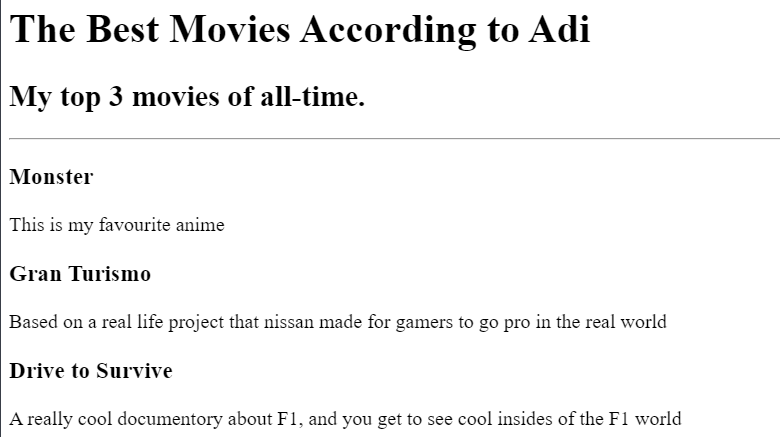 The Best Movies According to Adi
My top 3 movies of all-time.
Monster
This is my favourite anime
Gran Turismo
Based on a real life project that nissan made for gamers to go pro in the real world
Drive to Survive
A really cool documentory about F1, and you get to see cool insides of the F1 world